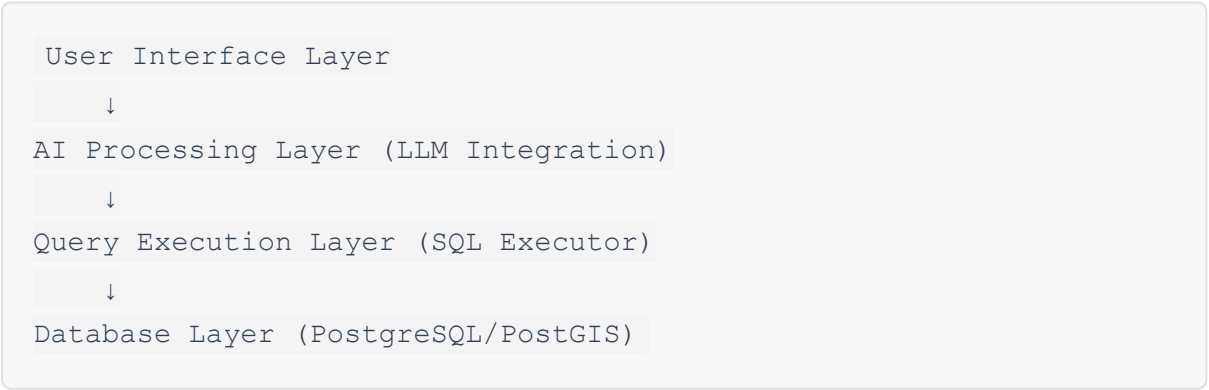 User Interface Layer
↓
AI Processing Layer (LLM Integration)
↓
Query Execution Layer (SQL Executor)
↓
Database Layer (PostgreSQL/PostGIS)